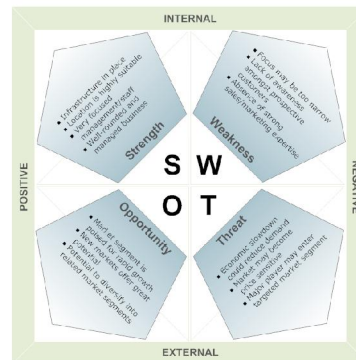 INTERNAL
POSITIVE
NEGATIVE
• Infrastructure in place
• Location is highly suitable
• Very focused
management/staff
• Well-rounded and
managed business
Strength
• Focus may be too narrow
• Lack of awareness
amongst prospective
customers
• Absence of strong
sales/marketing expertise
Weakness
S W
O T
Opportunity
• Market segment is
poised for rapid growth
• New markets offer great
potential
• Potential to diversify into
related market segments
Threat
• Economic slowdown
could reduce demand
• Market may become
price sensitive
• Major player may enter
targeted market segment
EXTERNAL